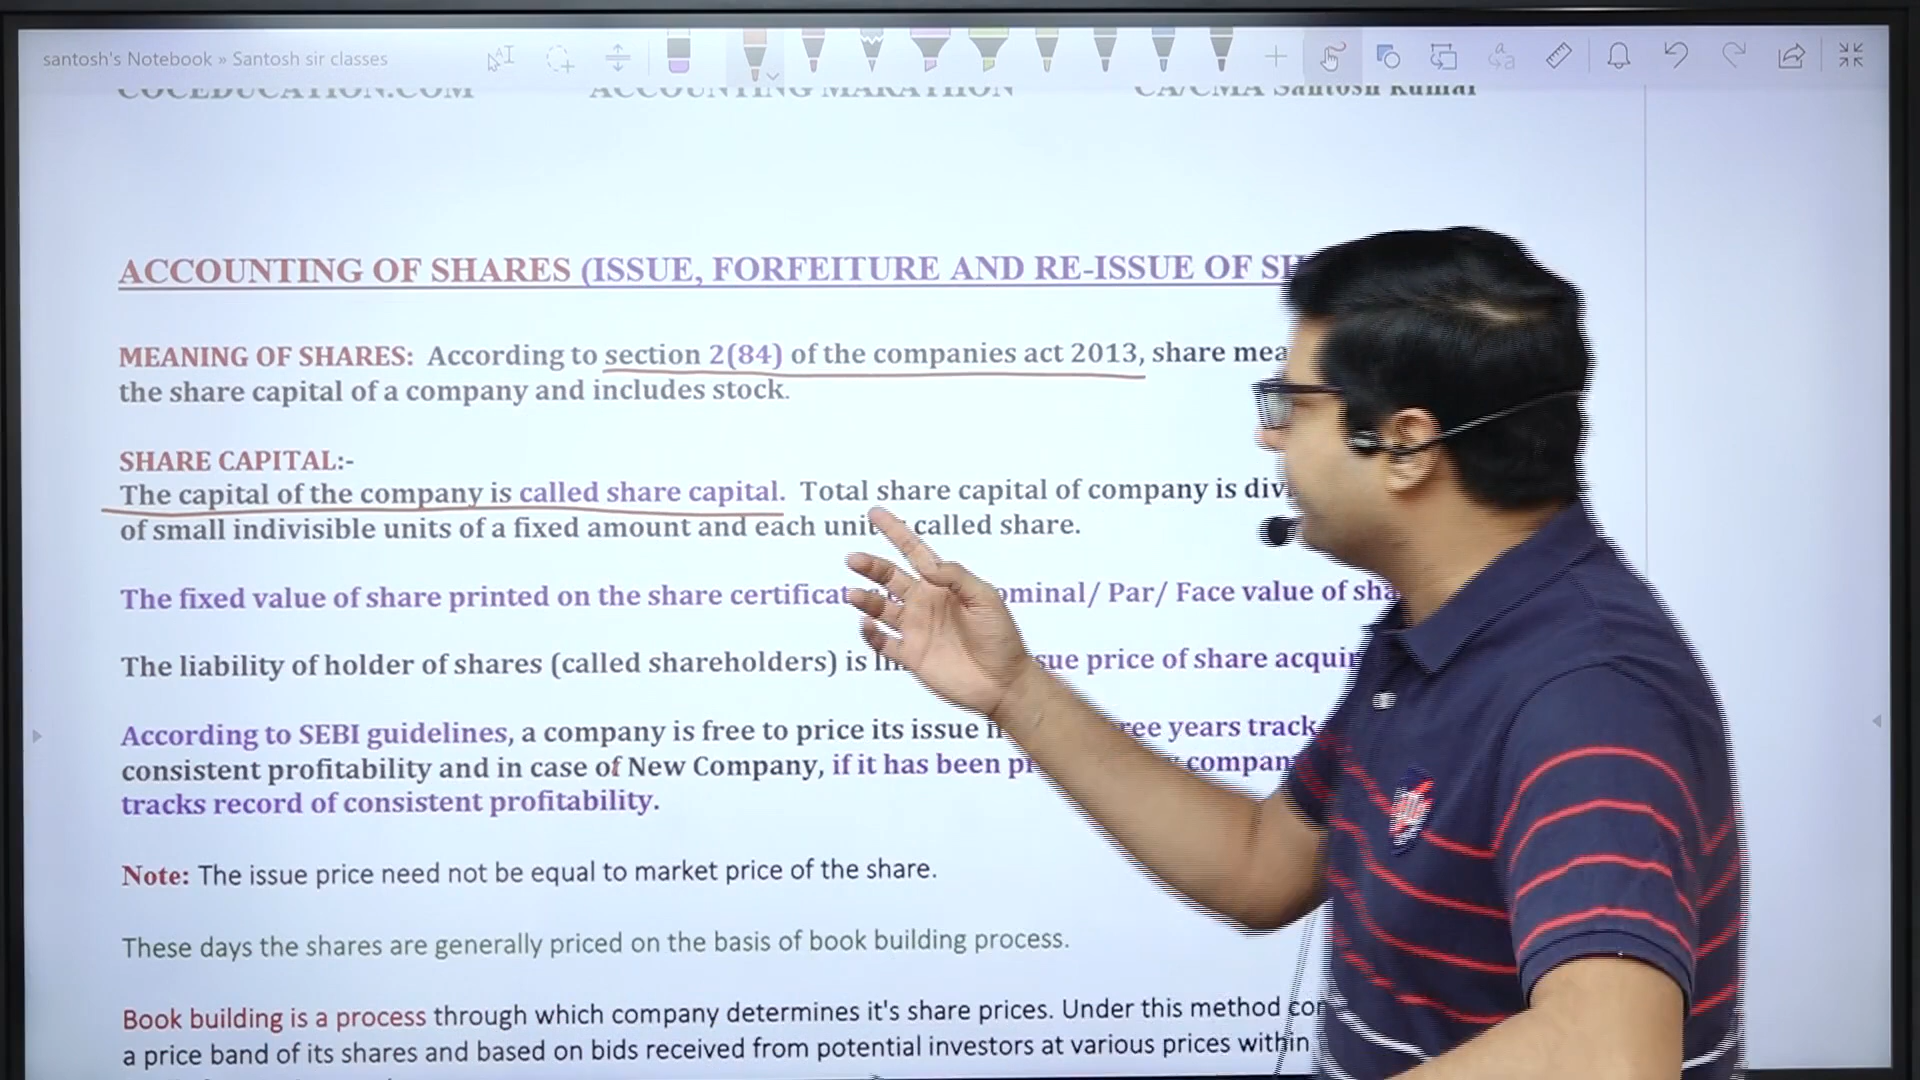 santosh's Notebook » Santosh sir classes
COCEDUCATION.COM ACCOUNTING MARATHON CA/CMA Santosh Kumar
ACCOUNTING OF SHARES (ISSUE, FORFEITURE AND RE-ISSUE OF SH
MEANING OF SHARES: According to section 2(84) of the companies act 2013, share mea
the share capital of a company and includes stock.
SHARE CAPITAL:-
The capital of the company is called share capital. Total share capital of company is div
of small indivisible units of a fixed amount and each unit called share.
The fixed value of share printed on the share certificat ominal/ Par/ Face value of sha
The liability of holder of shares (called shareholders) is sue price of share acqui
According to SEBI guidelines, a company is free to price its issue ree years track
consistent profitability and in case of New Company, if it has been p compan
tracks record of consistent profitability.
Note: The issue price need not be equal to market price of the share.
These days the shares are generally priced on the basis of book building process.
Book building is a process through which company determines it's share prices. Under this method co
a price band of its shares and based on bids received from potential investors at various prices within